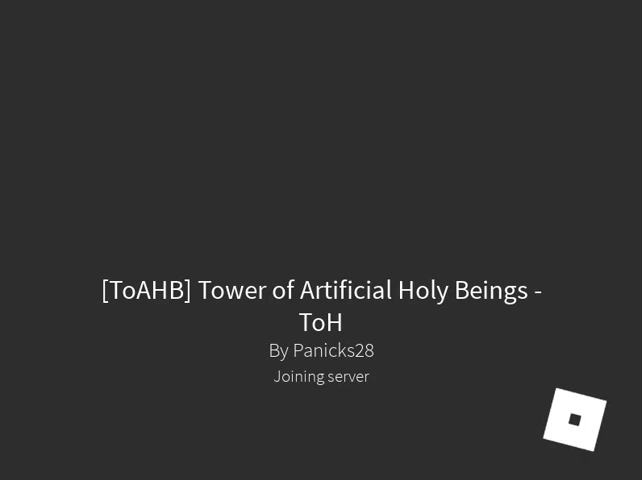 [ToAHB] Tower of Artificial Holy Beings -
ToH
By Panicks28
Joining server